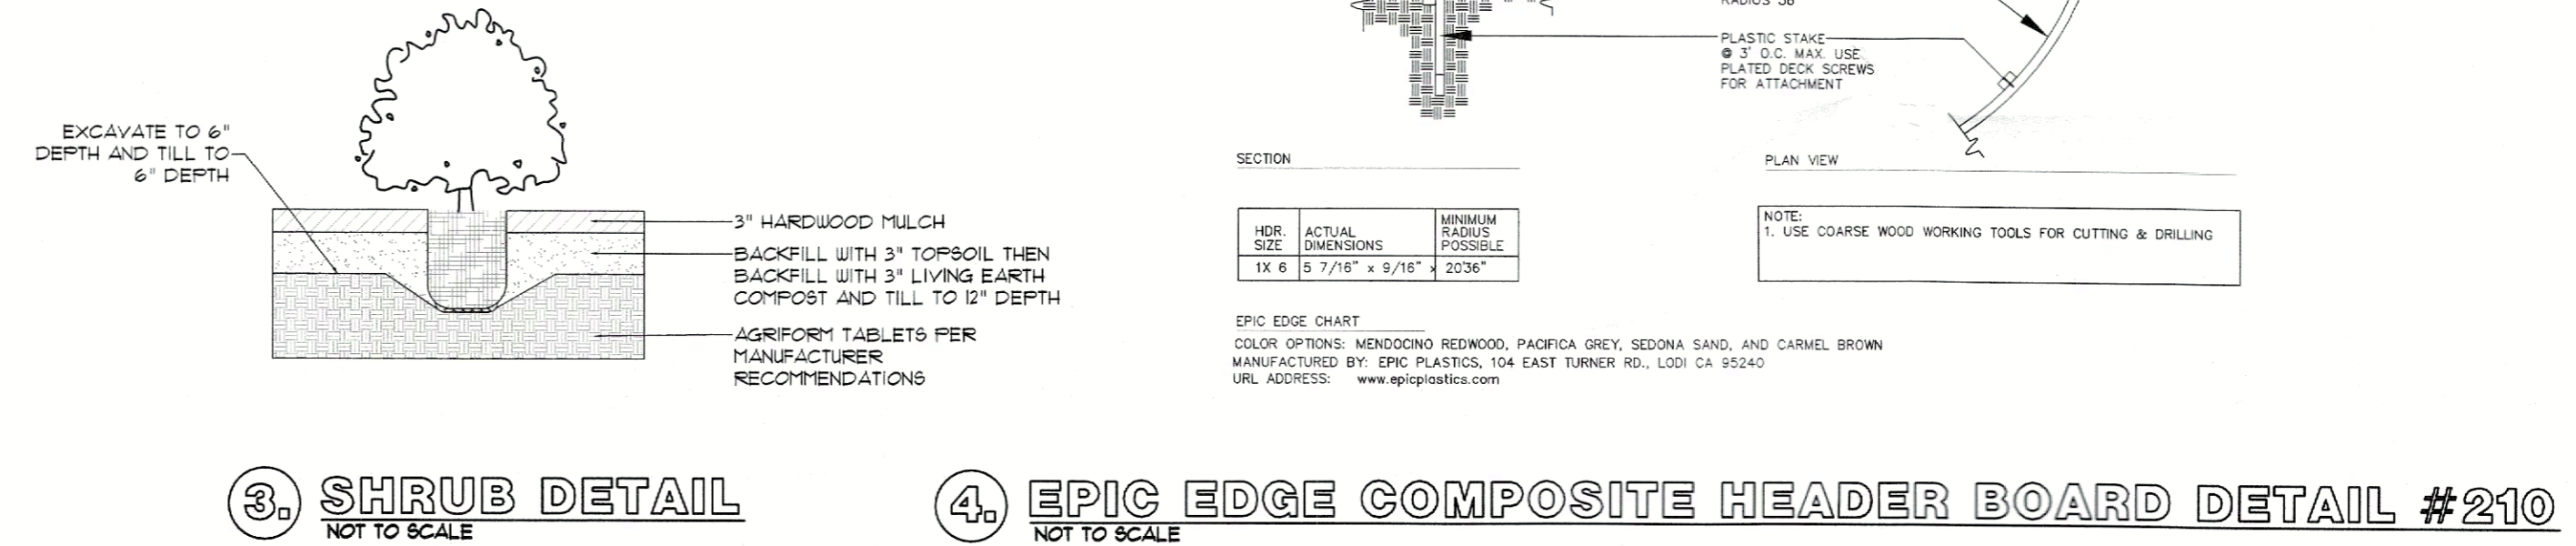 EXCAVATE TO 6"
DEPTH AND TILL TO
6" DEPTH
3" HARDWOOD MULCH
BACKFILL WITH 3" TOPSOIL THEN
BACKFILL WITH 3" LIVING EARTH
COMPOST AND TILL TO 12" DEPTH
AGRIFORM TABLETS PER
MANUFACTURER
RECOMMENDATIONS
3. SHRUB DETAIL
NOT TO SCALE
RADIUS 36
PLASTIC STAKE
@ 3' O.C. MAX. USE
PLATED DECK SCREWS
FOR ATTACHMENT
SECTION
PLAN VIEW
HDR. SIZE ACTUAL DIMENSIONS MINIMUM RADIUS POSSIBLE
1X 6 5 7/16" x 9/16" x 20' 36"
NOTE:
1. USE COARSE WOOD WORKING TOOLS FOR CUTTING & DRILLING
EPIC EDGE CHART
COLOR OPTIONS: MENDOCINO REDWOOD, PACIFICA GREY, SEDONA SAND, AND CARMEL BROWN
MANUFACTURED BY: EPIC PLASTICS, 104 EAST TURNER RD., LODI CA 95240
URL ADDRESS: www.epicplastics.com
4. EPIC EDGE COMPOSITE HEADER BOARD DETAIL #210
NOT TO SCALE